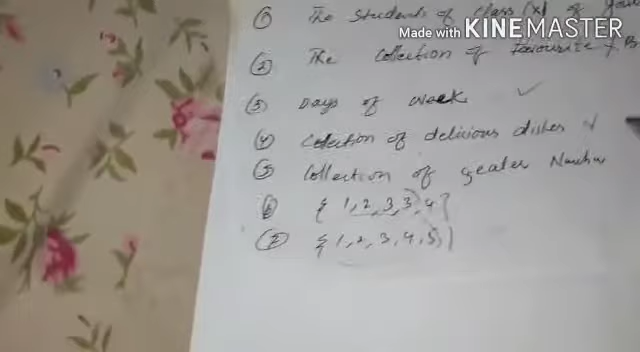 Made with KINEMASTER
① The students of class (X) of
② The Collection of favourite
③ Days of week ✓
④ Collection of delicious dishes
⑤ Collection of greater
⑥ { 1, 2, 3, 3, 4 }
⑦ { 1, 2, 3, 4, 5, }